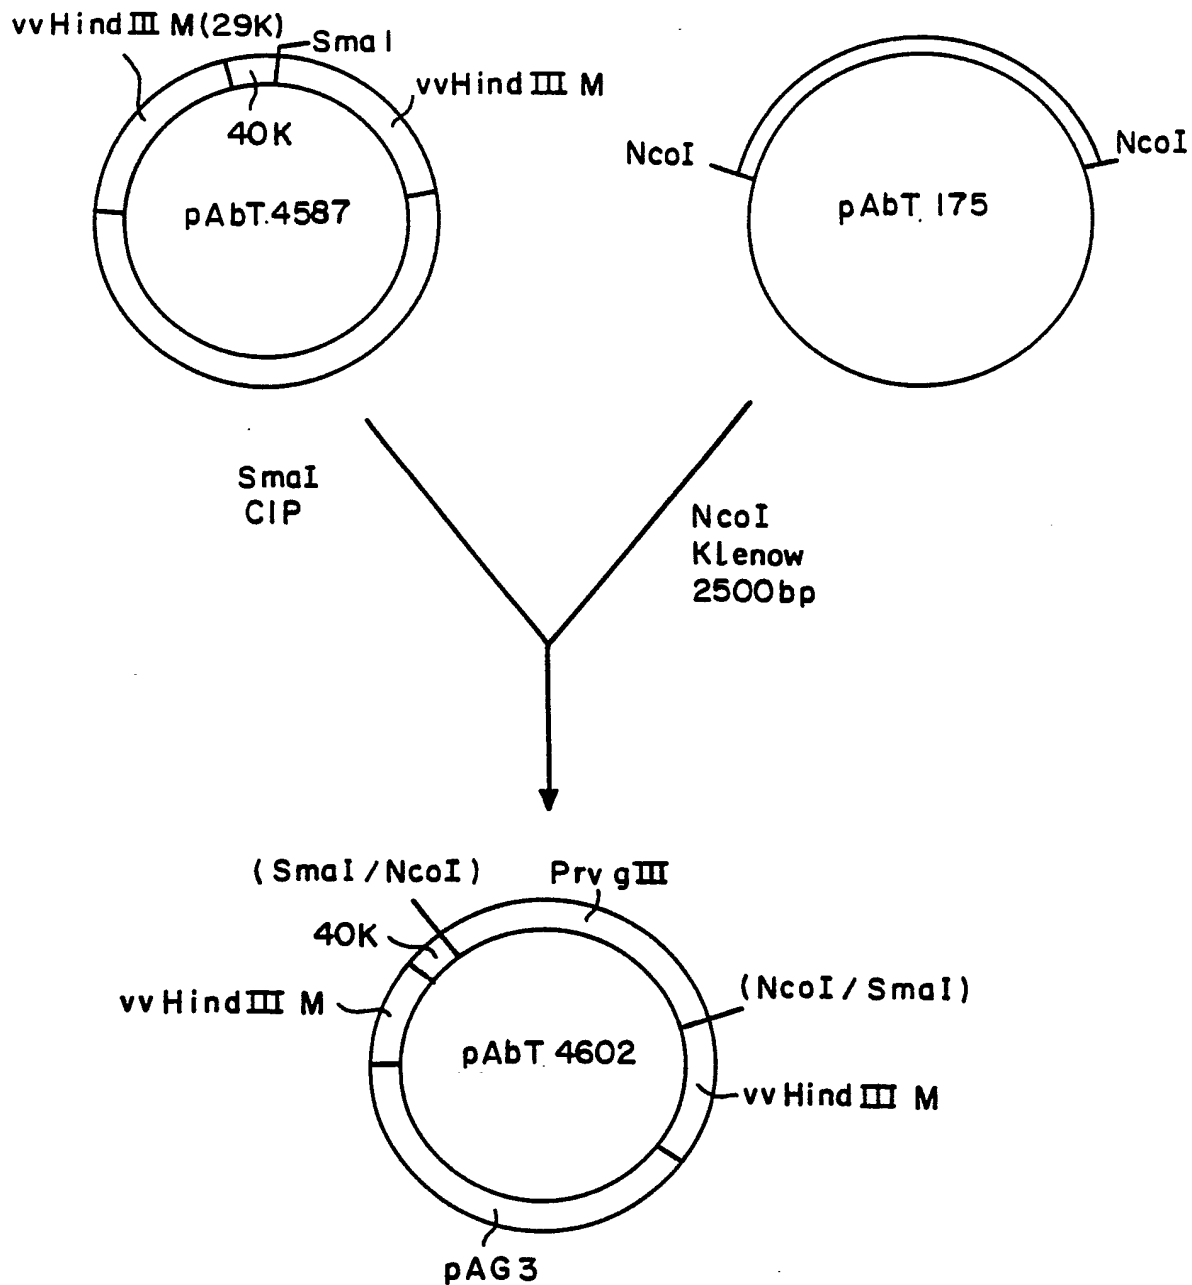 vvHindIII M(29K)
SmaI
vvHindIII M
40K
pAbT.4587
NcoI
NcoI
pAbT. 175
SmaI
CIP
NcoI
Klenow
2500bp
(SmaI/NcoI)
Prv gIII
40K
vvHindIII M
(NcoI/SmaI)
pAbT 4602
vvHindIII M
pAG3